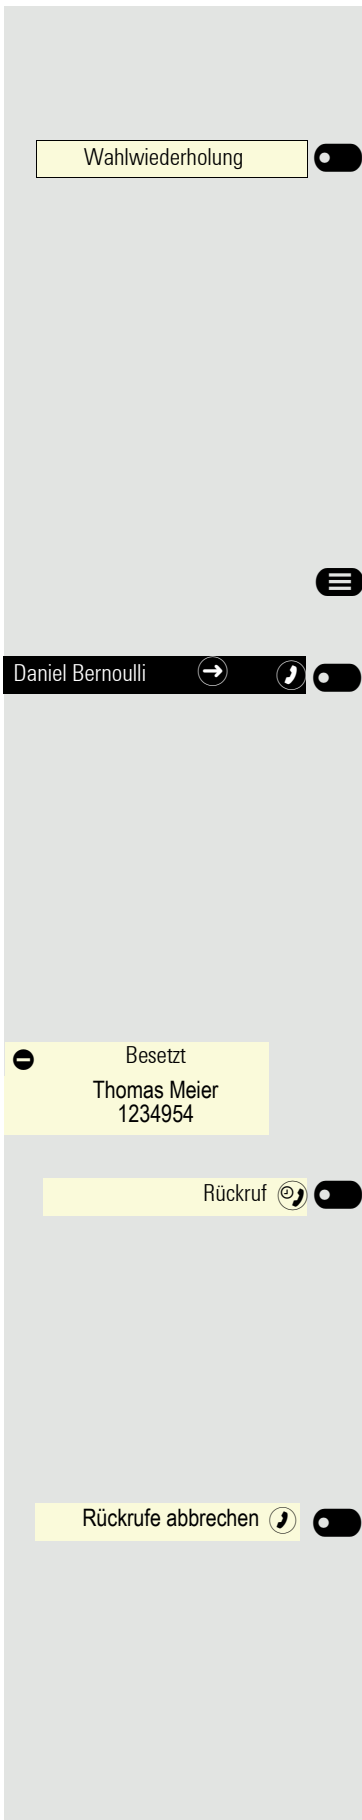 Wahlwiederholung
Daniel Bernoulli
Besetzt
Thomas Meier
1234954
Rückruf
Rückrufe abbrechen